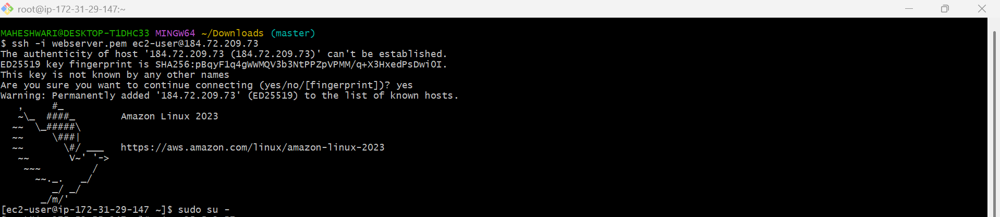 root@ip-172-31-29-147:~
MAHESHWARI@DESKTOP-T1DHC33 MINGW64 ~/Downloads (master)
$ ssh -i webserver.pem ec2-user@184.72.209.73
The authenticity of host '184.72.209.73 (184.72.209.73)' can't be established.
ED25519 key fingerprint is SHA256:pBqyF1q4gWWMQV3b3NtPPZpVPMM/q+X3HxedPsDwiOI.
This key is not known by any other names
Are you sure you want to continue connecting (yes/no/[fingerprint])? yes
Warning: Permanently added '184.72.209.73' (ED25519) to the list of known hosts.
   ,     #_
   ~\_  ####_        Amazon Linux 2023
  ~~  \_#####\
  ~~     \###|
  ~~       \#/ ___   https://aws.amazon.com/linux/amazon-linux-2023
   ~~       V~' '->
    ~~~         /
      ~~._.   _/
         _/ _/
       _/m/'
[ec2-user@ip-172-31-29-147 ~]$ sudo su -